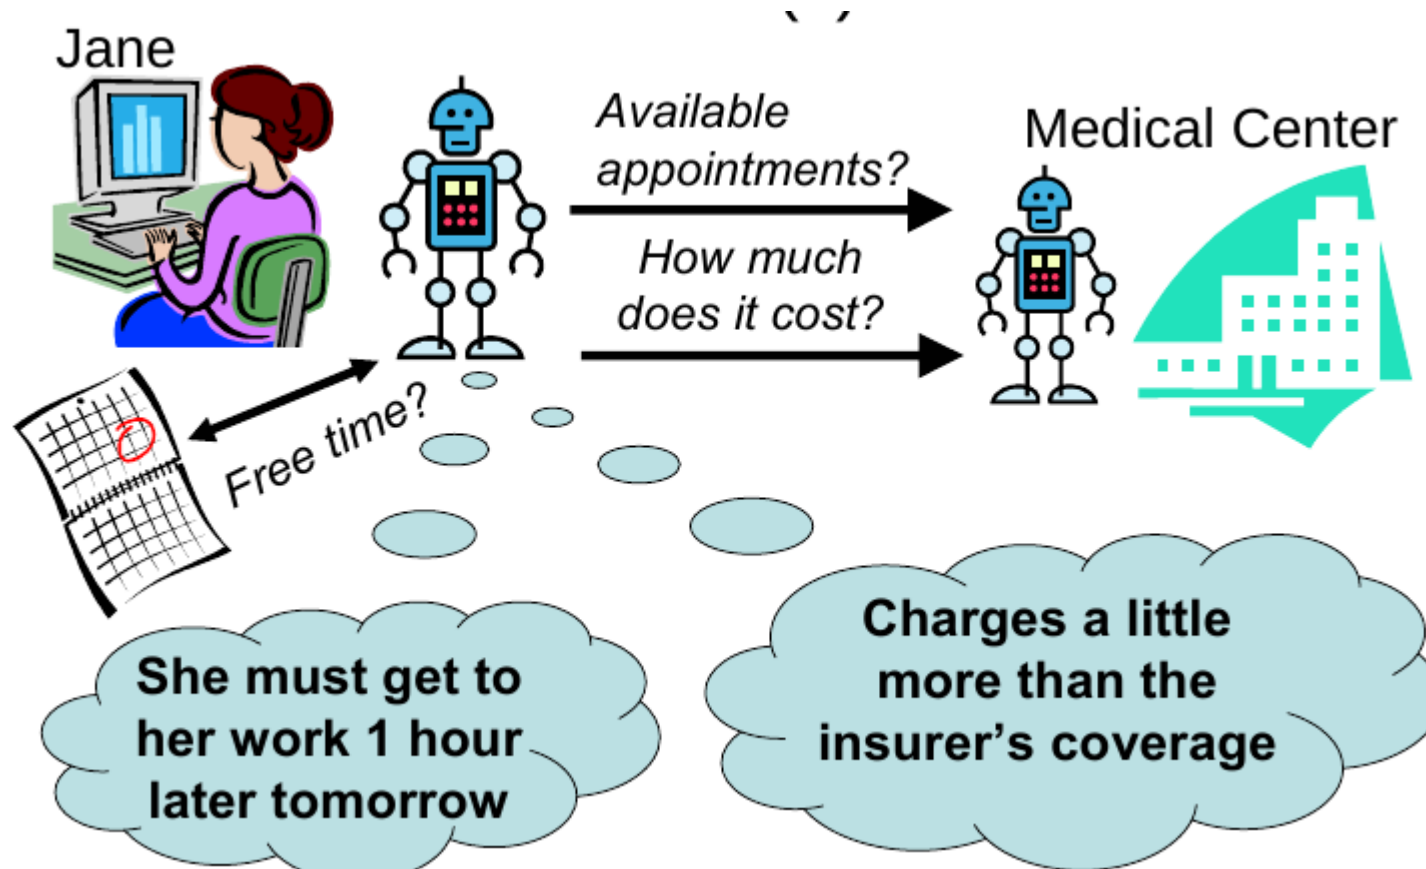 Jane
Available
appointments?
Medical Center
How much
does it cost?
Free time?
She must get to
her work 1 hour
later tomorrow
Charges a little
more than the
insurer’s coverage